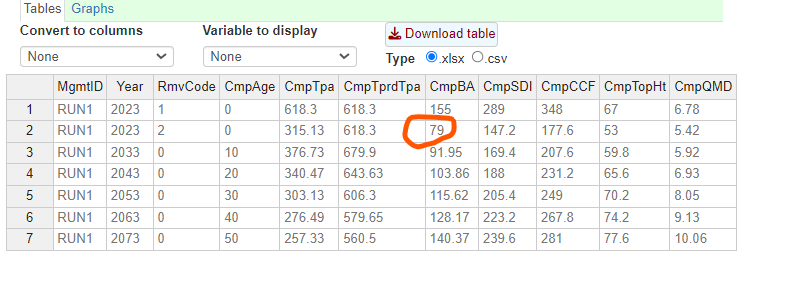 Tables Graphs
Convert to columns Variable to display Download table
None None Type .xlsx .csv
MgmtID Year RmvCode CmpAge CmpTpa CmpTprdTpa CmpBA CmpSDI CmpCCF CmpTopHt CmpQMD
1 RUN1 2023 1 0 618.3 618.3 155 289 348 67 6.78
2 RUN1 2023 2 0 315.13 618.3 79 147.2 177.6 53 5.42
3 RUN1 2033 0 10 376.73 679.9 91.95 169.4 207.6 59.8 5.92
4 RUN1 2043 0 20 340.47 643.63 103.86 188 231.2 65.6 6.93
5 RUN1 2053 0 30 303.13 606.3 115.62 205.4 249 70.2 8.05
6 RUN1 2063 0 40 276.49 579.65 128.17 223.2 267.8 74.2 9.13
7 RUN1 2073 0 50 257.33 560.5 140.37 239.6 281 77.6 10.06